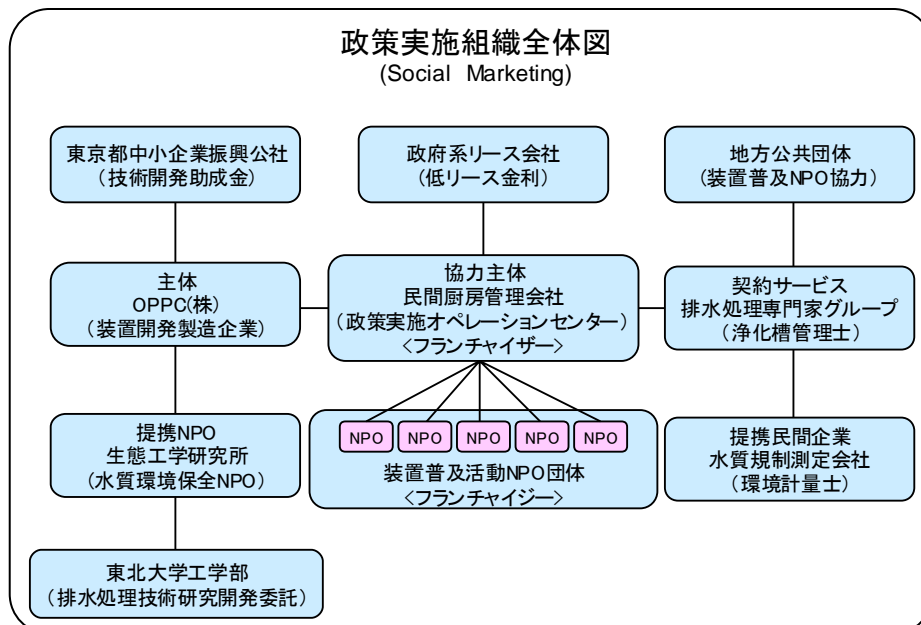 政策実施組織全体図
(Social Marketing)
東京都中小企業振興公社
(技術開発助成金)
政府系リース会社
(低リース金利)
地方公共団体
(装置普及NPO協力)
主体
OPPC(株)
(装置開発製造企業)
協力主体
民間厨房管理会社
(政策実施オペレーションセンター)
<フランチャイザー>
契約サービス
排水処理専門家グループ
(浄化槽管理士)
提携NPO
生態工学研究所
(水質環境保全NPO)
NPO NPO NPO NPO NPO
装置普及活動NPO団体
<フランチャイジー>
提携民間企業
水質規制測定会社
(環境計量士)
東北大学工学部
(排水処理技術研究開発委託)